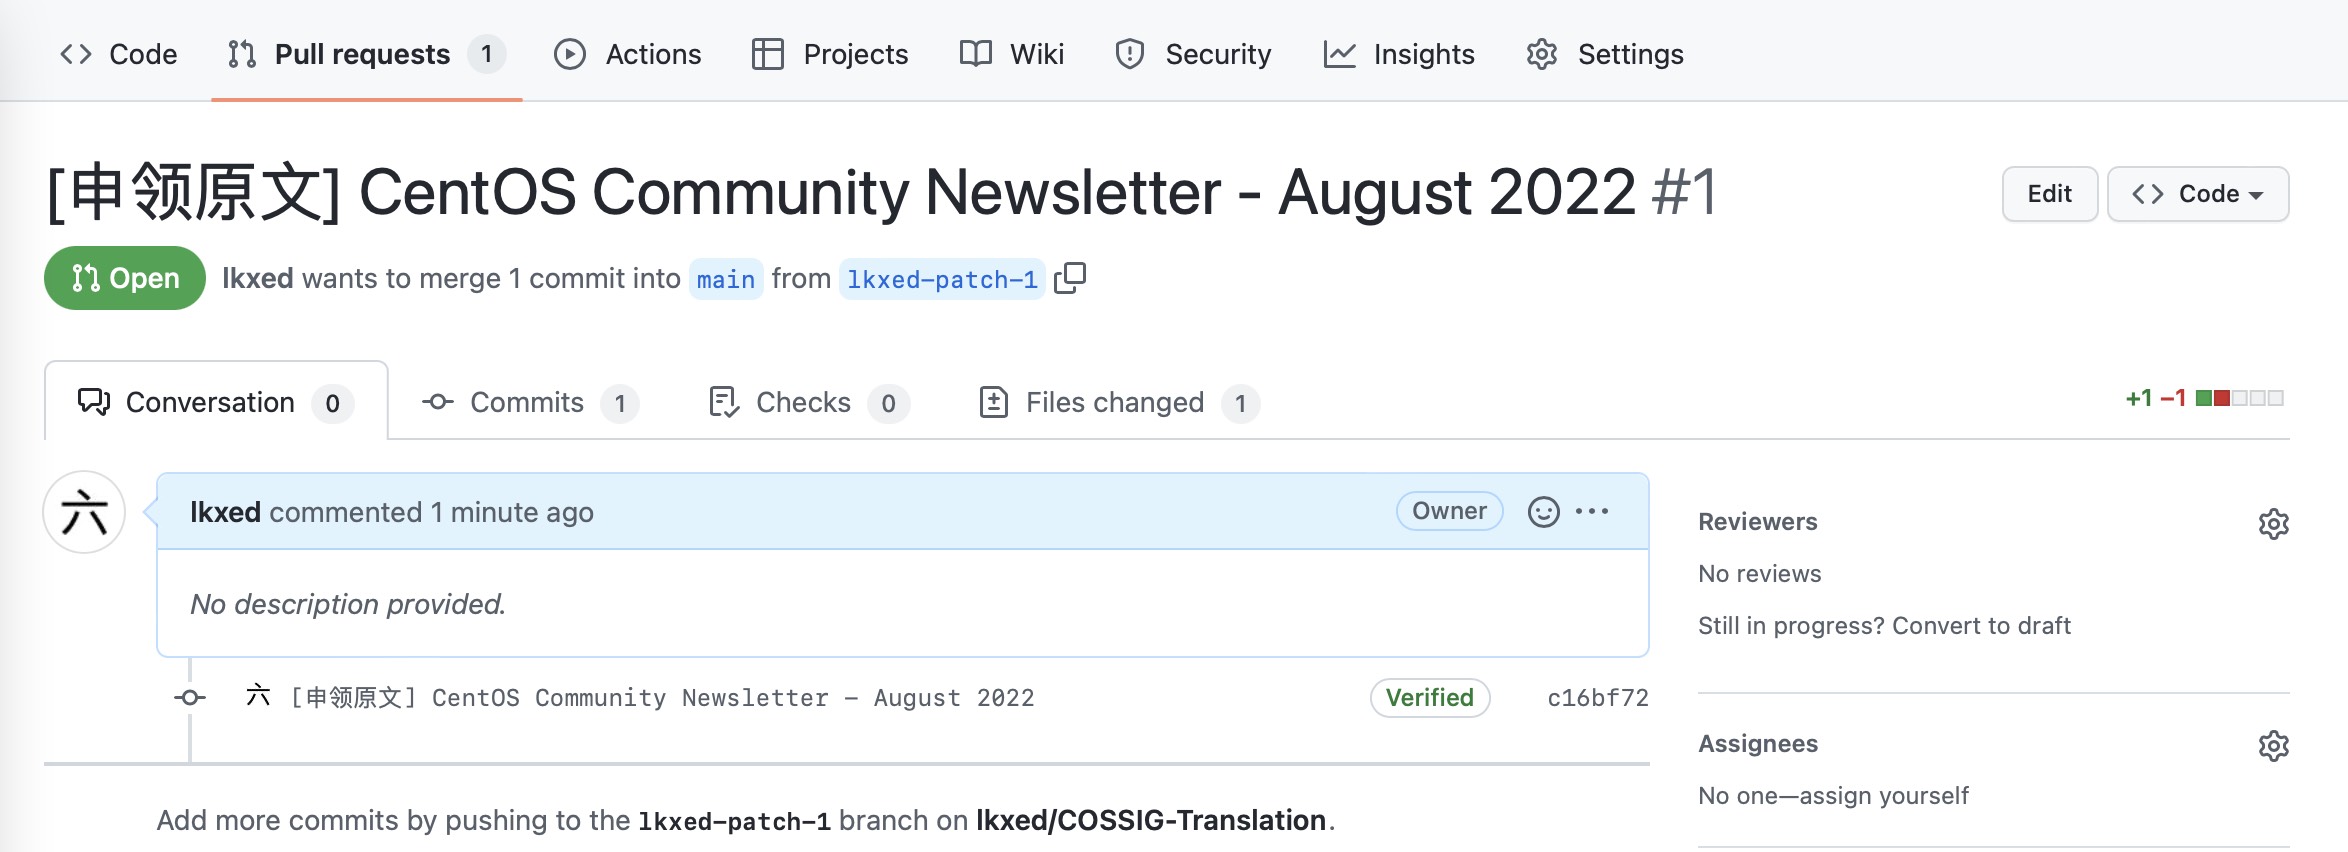 Code Pull requests 1 Actions Projects Wiki Security Insights Settings
[申领原文] CentOS Community Newsletter - August 2022 #1
Edit Code
Open lkxed wants to merge 1 commit into main from lkxed-patch-1
Conversation 0 Commits 1 Checks 0 Files changed 1 +1 −1
六 lkxed commented 1 minute ago Owner
No description provided.
六 [申领原文] CentOS Community Newsletter - August 2022 Verified c16bf72
Add more commits by pushing to the lkxed-patch-1 branch on lkxed/COSSIG-Translation.
Reviewers
No reviews
Still in progress? Convert to draft
Assignees
No one—assign yourself